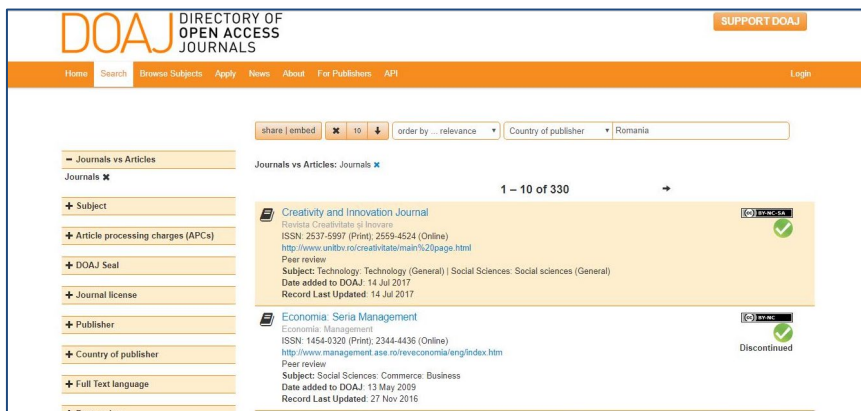 DOAJ
DIRECTORY OF
OPEN ACCESS
JOURNALS
SUPPORT DOAJ
Home Search Browse Subjects Apply News About For Publishers API Login
share | embed 10 order by ... relevance Country of publisher Romania
Journals vs Articles
Journals
Subject
Article processing charges (APCs)
DOAJ Seal
Journal license
Publisher
Country of publisher
Full Text language
Journals vs Articles: Journals
1 – 10 of 330
Creativity and Innovation Journal
Revista Creativitate și Inovare
ISSN: 2537-5997 (Print); 2559-4524 (Online)
http://www.unitbv.ro/creativitate/main%20page.html
Peer review
Subject: Technology: Technology (General) | Social Sciences: Social sciences (General)
Date added to DOAJ: 14 Jul 2017
Record Last Updated: 14 Jul 2017
(cc) BY-NC-SA
Economia: Seria Management
Economia: Management
ISSN: 1454-0320 (Print); 2344-4436 (Online)
http://www.management.ase.ro/reveconomia/eng/index.htm
Peer review
Subject: Social Sciences: Commerce: Business
Date added to DOAJ: 13 May 2009
Record Last Updated: 27 Nov 2016
(cc) BY-NC
Discontinued